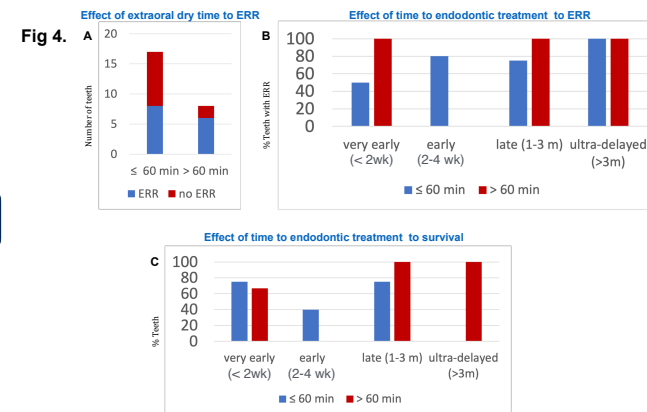 Fig 4.
A
Effect of extraoral dry time to ERR
Number of teeth
20
15
10
5
0
≤ 60 min > 60 min
ERR no ERR
B
Effect of time to endodontic treatment to ERR
% Teeth with ERR
100
80
60
40
20
0
very early early late (1-3 m) ultra-delayed
(< 2wk) (2-4 wk) (>3m)
≤ 60 min > 60 min
Effect of time to endodontic treatment to survival
C
% Teeth
100
80
60
40
20
0
very early early late (1-3 m) ultra-delayed
(< 2wk) (2-4 wk) (>3m)
≤ 60 min > 60 min